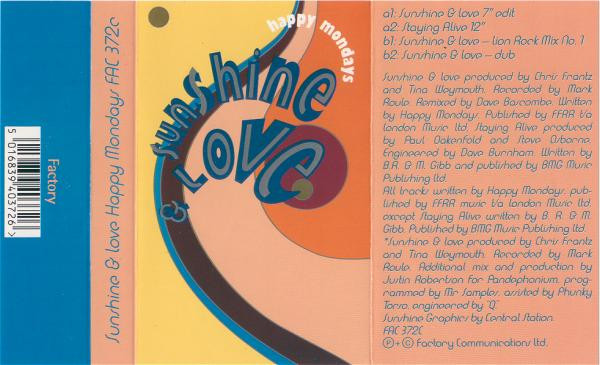 Factory
5 016839 403726 >
Sunshine & love Happy Mondays FAC 372c
happy mondays
Sunshine
& LOVE
a1: Sunshine & love 7" edit
a2: Staying Alive 12"
b1: Sunshine & love – lion Rock Mix No. 1
b2: Sunshine & love – dub
Sunshine & love produced by Chris Frantz
and Tina Weymouth. Recorded by Mark
Roule. Remixed by Dave Bascombe. Written
by Happy Mondays. Published by FFRR t/a
london Music ltd. Staying Alive produced
by Paul Oakenfold and Steve Osborne.
Engineered by Dave Burnham. Written by
B.R. & M. Gibb and published by BMG Music
Publishing ltd.
All tracks written by Happy Mondays, pub-
lished by FFRR music t/a london Music ltd.
except Staying Alive written by B. R. & M.
Gibb. Published by BMG Music Publishing ltd.
*Sunshine & love produced by Chris Frantz
and Tina Weymouth. Recorded by Mark
Roule. Additional mix and production by
Justin Robertson for Pandephonium, prog-
rammed by Mr Samples, assisted by Phunky
Torso, engineered by "Q"
Sunshine Graphics by Central Station.
FAC 372C
Ⓟ+© Factory Communications ltd.